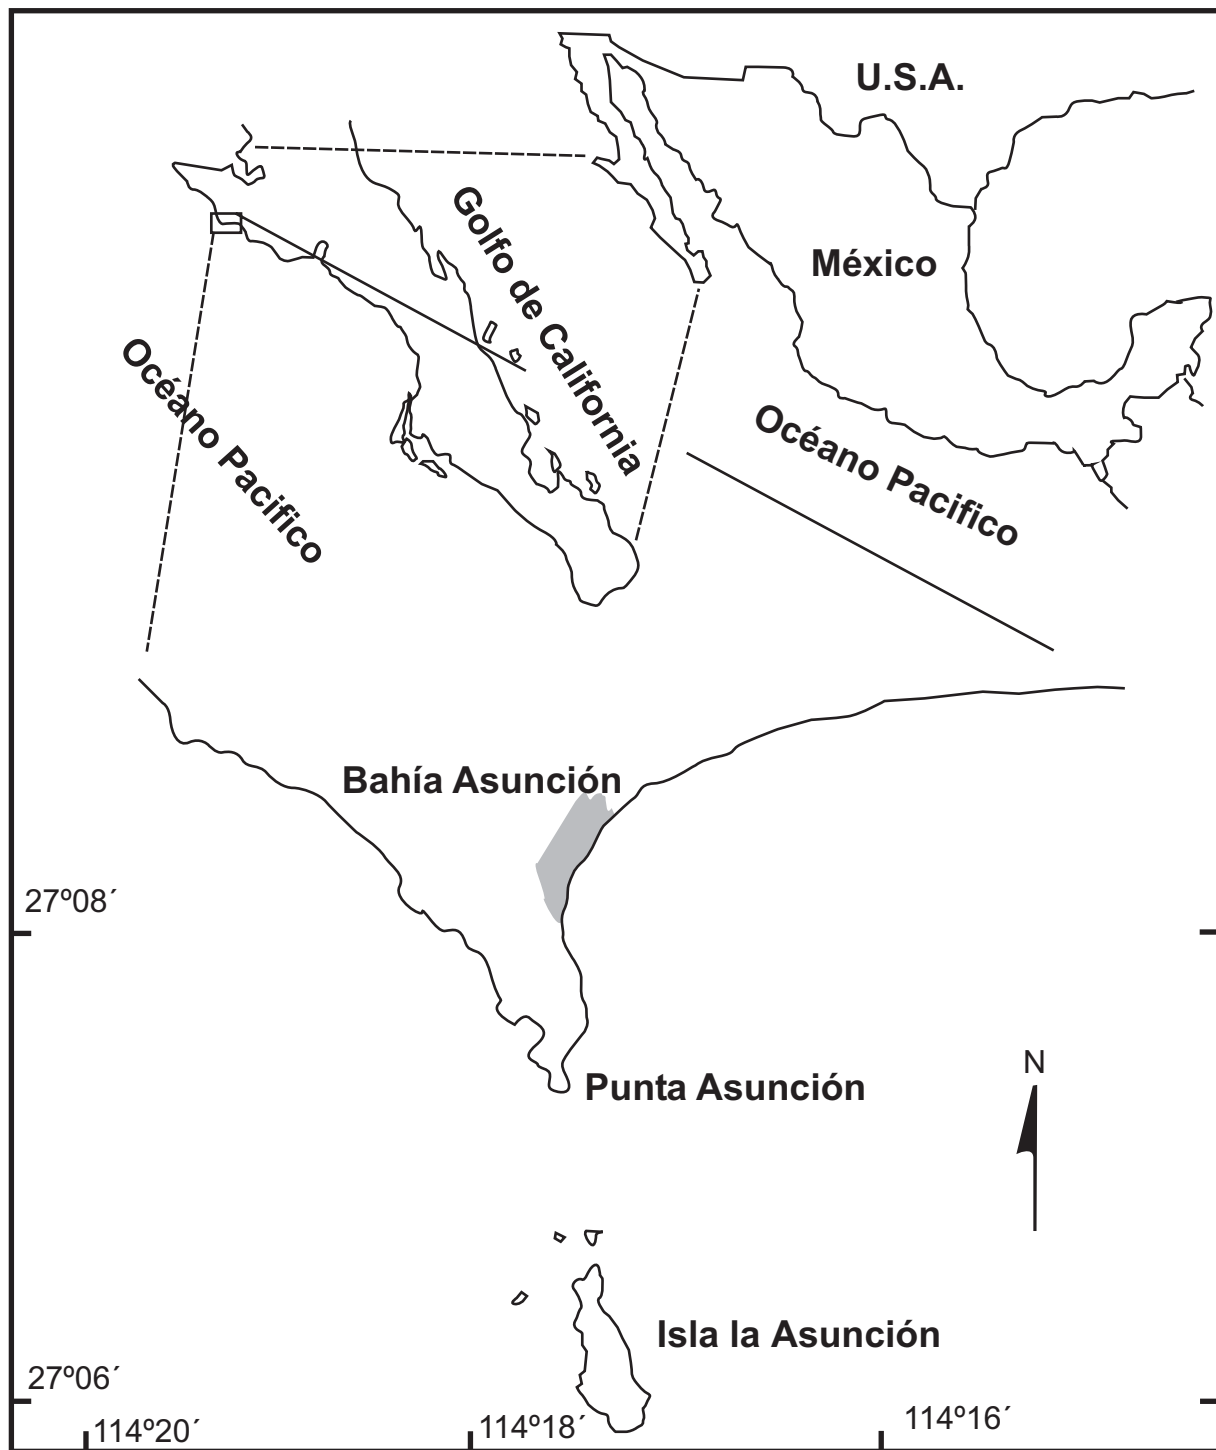 U.S.A.
México
Golfo de California
Océano Pacifico
Océano Pacifico
Bahía Asunción
27º08´
N
Punta Asunción
Isla la Asunción
27º06´
114º20´
114º18´
114º16´